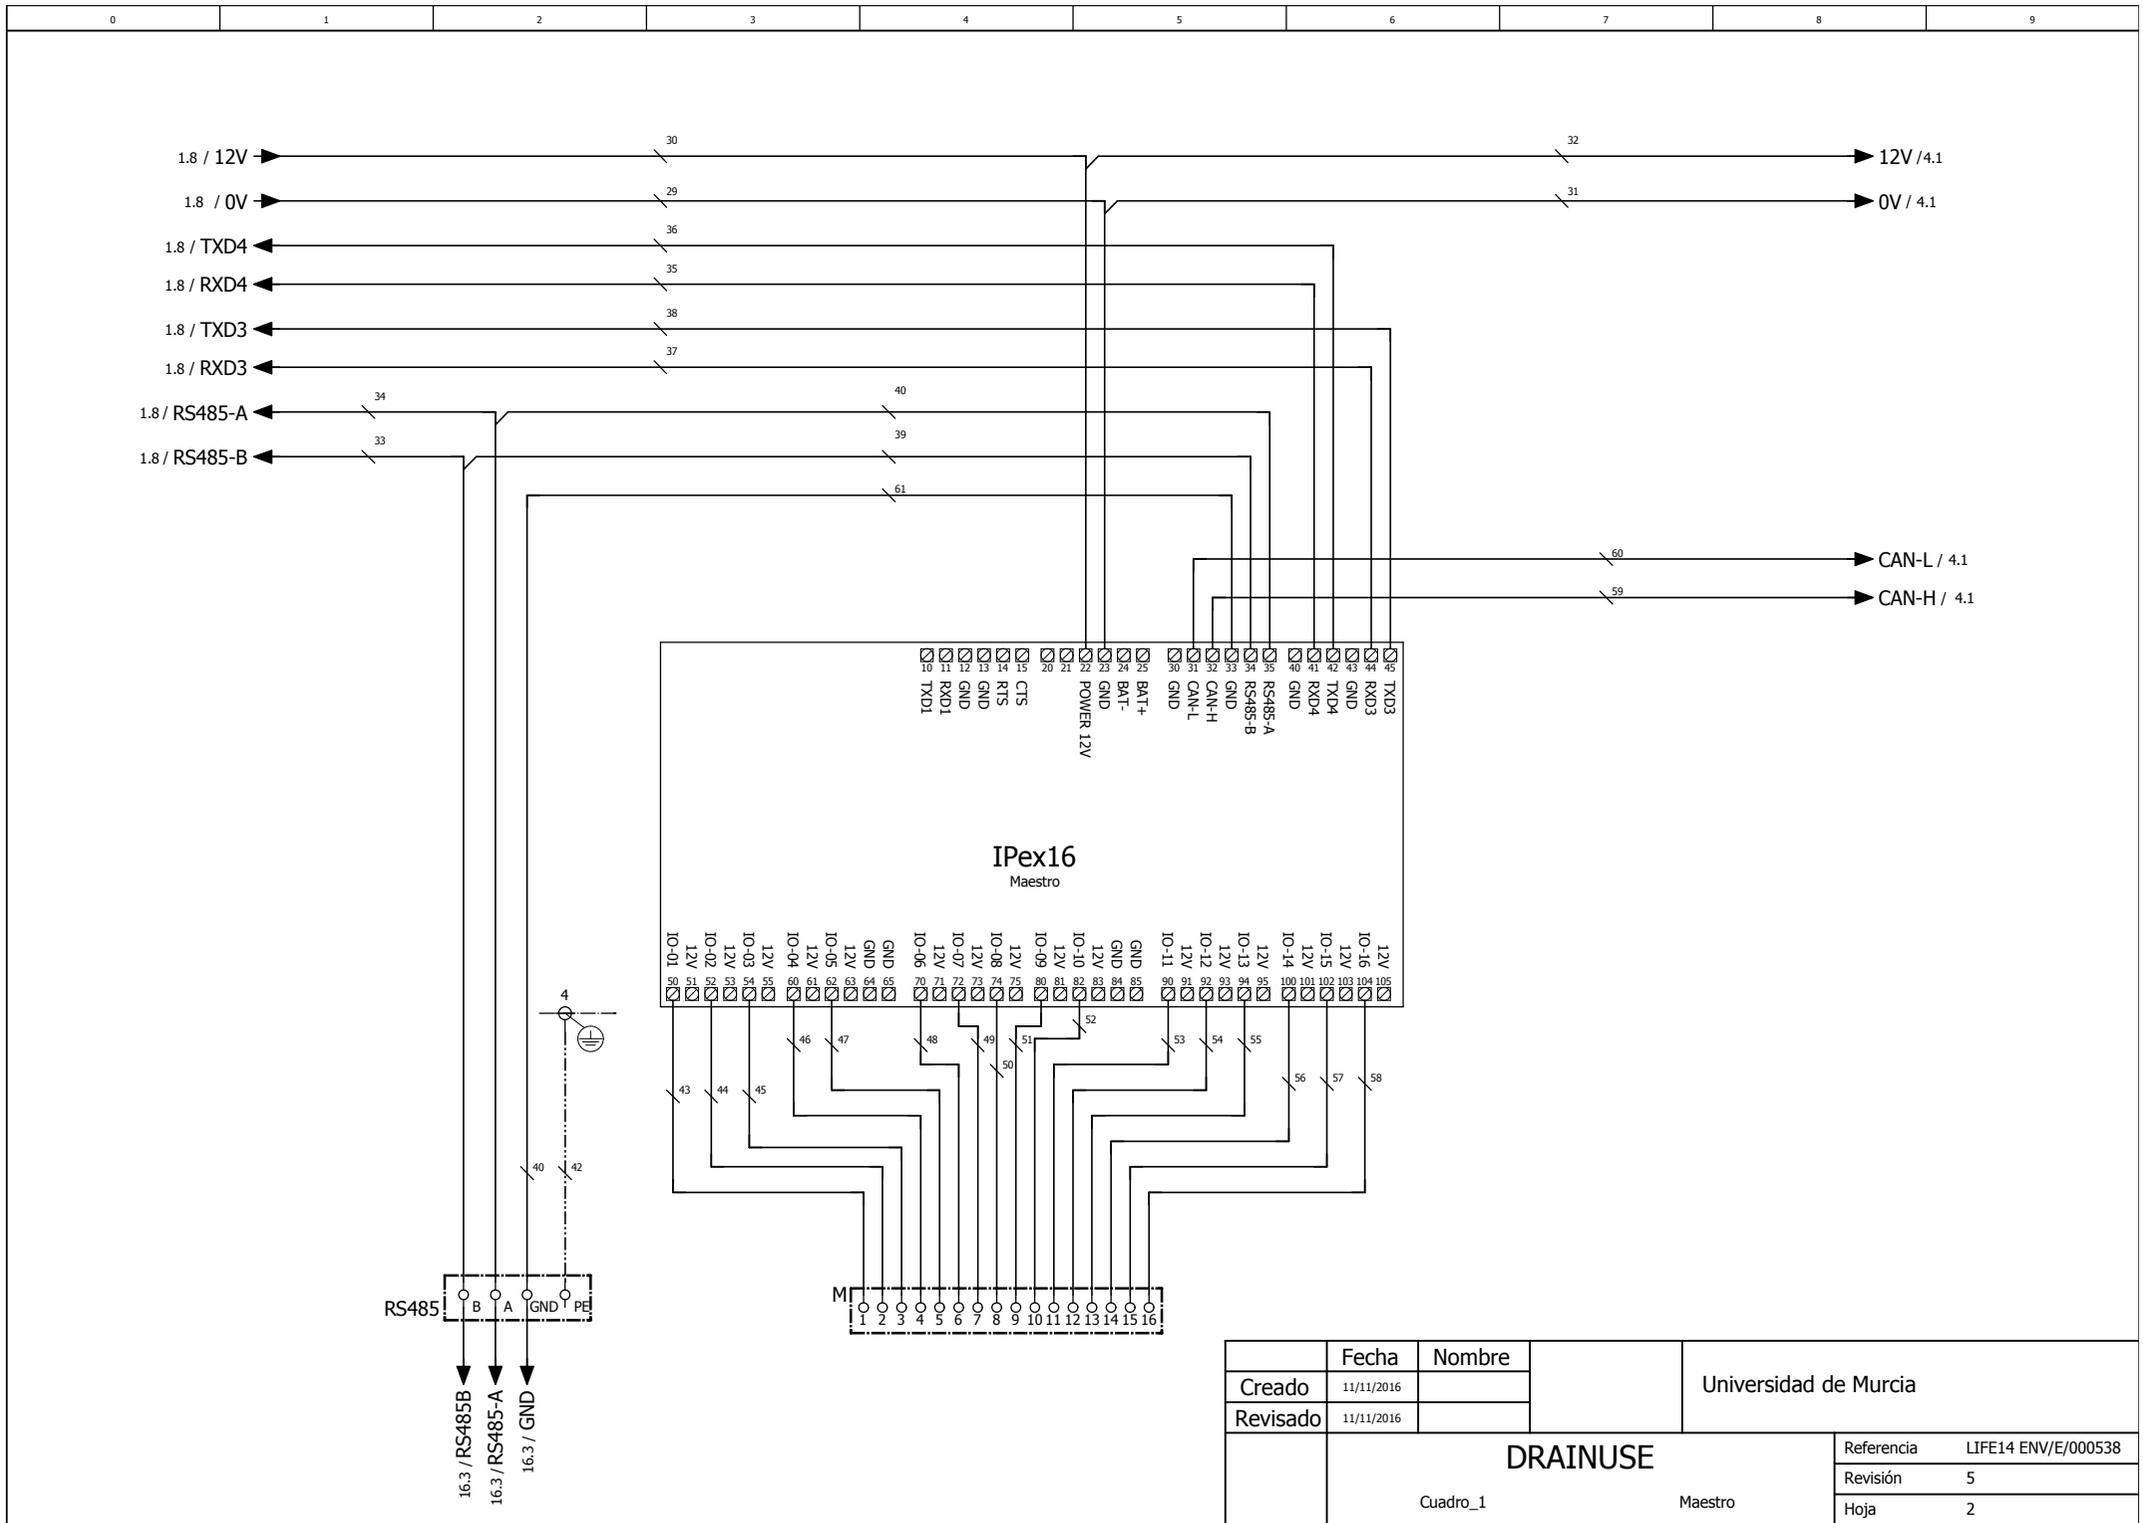 0 1 2 3 4 5 6 7 8 9
30 32
1.8 / 12V 12V /4.1
29 31
1.8 / 0V 0V / 4.1
36
1.8 / TXD4
35
1.8 / RXD4
38
1.8 / TXD3
37
1.8 / RXD3
34 40
1.8 / RS485-A
33 39
1.8 / RS485-B
61
60
CAN-L / 4.1
59
CAN-H / 4.1
10 11 12 13 14 15 20 21 22 23 24 25 30 31 32 33 34 35 40 41 42 43 44 45
TXD1 RXD1 GND GND RTS CTS POWER 12V GND BAT- BAT+ GND CAN-L CAN-H GND RS485-B RS485-A GND RXD4 TXD4 GND RXD3 TXD3
IPex16
Maestro
IO-01 12V IO-02 12V IO-03 12V IO-04 12V IO-05 12V GND GND IO-06 12V IO-07 12V IO-08 12V IO-09 12V IO-10 12V GND GND IO-11 12V IO-12 12V IO-13 12V IO-14 12V IO-15 12V IO-16 12V
50 51 52 53 54 55 60 61 62 63 64 65 70 71 72 73 74 75 80 81 82 83 84 85 90 91 92 93 94 95 100 101 102 103 104 105
4
52
46 47 48 49 51 53 54 55
50
56 57 58
43 44 45
40 42
RS485 B A GND PE
M
1 2 3 4 5 6 7 8 9 10 11 12 13 14 15 16
16.3 / RS485B
16.3 / RS485-A
16.3 / GND
Fecha Nombre
Creado 11/11/2016
Revisado 11/11/2016
Universidad de Murcia
DRAINUSE
Cuadro_1 Maestro
Referencia LIFE14 ENV/E/000538
Revisión 5
Hoja 2